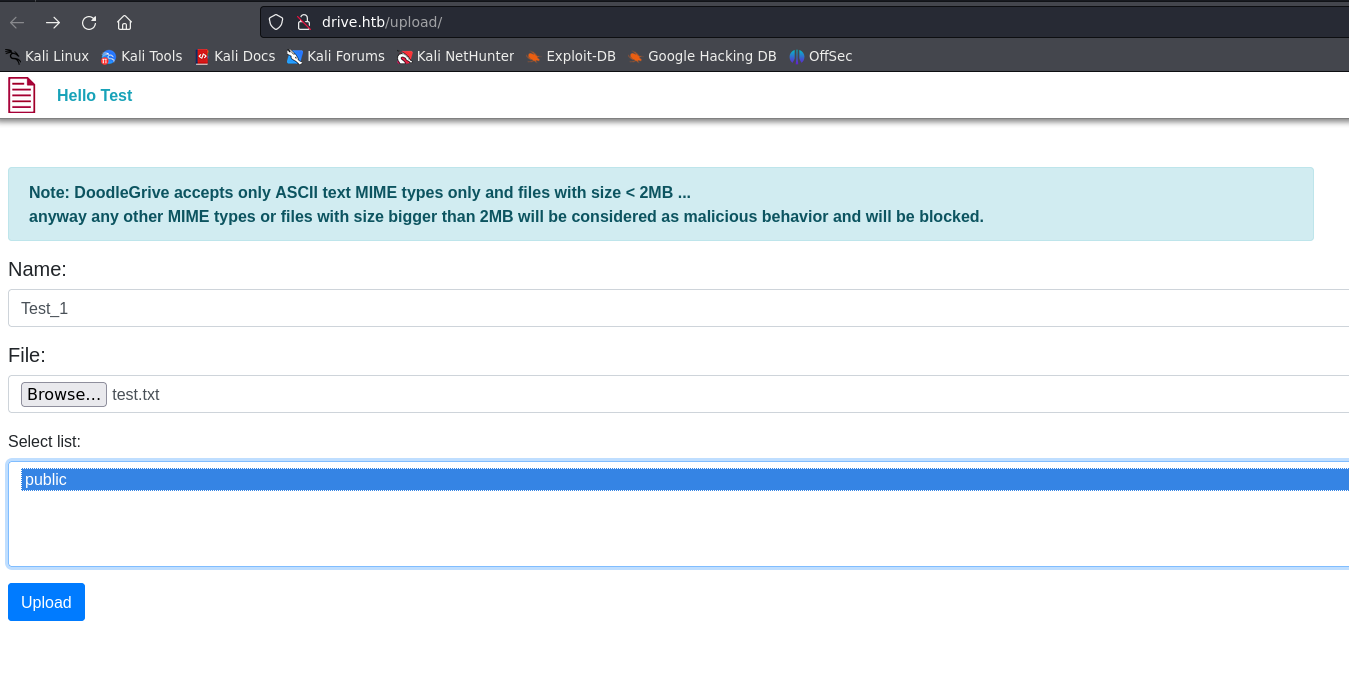 drive.htb/upload/
Kali Linux Kali Tools Kali Docs Kali Forums Kali NetHunter Exploit-DB Google Hacking DB OffSec
Hello Test
Note: DoodleGrive accepts only ASCII text MIME types only and files with size < 2MB ...
anyway any other MIME types or files with size bigger than 2MB will be considered as malicious behavior and will be blocked.
Name:
Test_1
File:
Browse... test.txt
Select list:
public
Upload